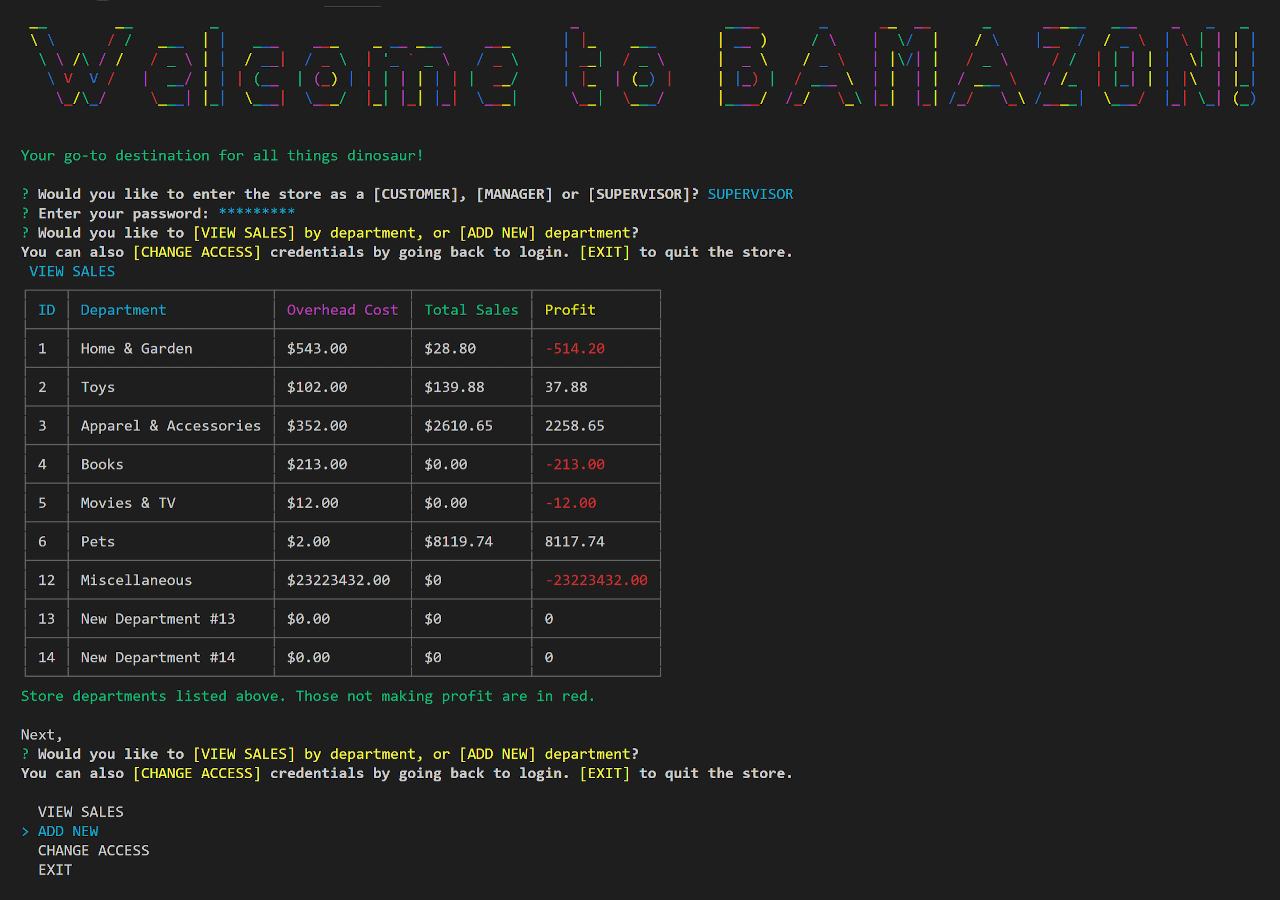 Welcome to BAMAZON!
Your go-to destination for all things dinosaur!
? Would you like to enter the store as a [CUSTOMER], [MANAGER] or [SUPERVISOR]? SUPERVISOR
? Enter your password: *********
? Would you like to [VIEW SALES] by department, or [ADD NEW] department?
You can also [CHANGE ACCESS] credentials by going back to login. [EXIT] to quit the store.
VIEW SALES
ID Department Overhead Cost Total Sales Profit
1 Home & Garden $543.00 $28.80 -514.20
2 Toys $102.00 $139.88 37.88
3 Apparel & Accessories $352.00 $2610.65 2258.65
4 Books $213.00 $0.00 -213.00
5 Movies & TV $12.00 $0.00 -12.00
6 Pets $2.00 $8119.74 8117.74
12 Miscellaneous $23223432.00 $0 -23223432.00
13 New Department #13 $0.00 $0 0
14 New Department #14 $0.00 $0 0
Store departments listed above. Those not making profit are in red.
Next,
? Would you like to [VIEW SALES] by department, or [ADD NEW] department?
You can also [CHANGE ACCESS] credentials by going back to login. [EXIT] to quit the store.
VIEW SALES
> ADD NEW
CHANGE ACCESS
EXIT